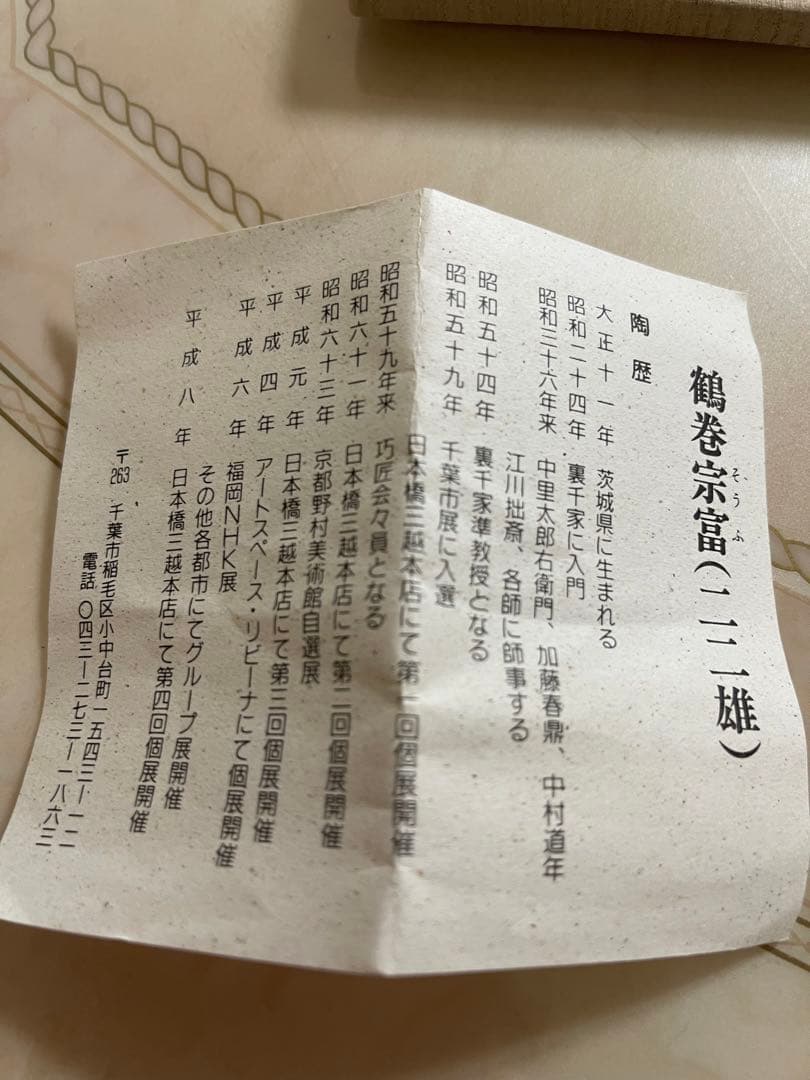 鶴巻宗富(二二雄)
そうふ
陶歴
大正十一年 茨城県に生まれる
昭和二十四年 裏千家に入門
昭和三十六年来 中里太郎右衛門、加藤春鼎、中村道年
江川拙斎、各師に師事する
昭和五十四年 裏千家準教授となる
昭和五十九年 千葉市展に入選
日本橋三越本店にて第一回個展開催
昭和五十九年来 巧匠会々員となる
昭和六十一年 日本橋三越本店にて第二回個展開催
昭和六十三年 京都野村美術館自選展
平成元年 日本橋三越本店にて第三回個展開催
平成四年 アートスペース・リビーナにて個展開催
平成六年 福岡NHK展
その他各都市にてグループ展開催
平成八年 日本橋三越本店にて第四回個展開催
〒263 千葉市稲毛区小中台町一五四三ー一二
電話 〇四三ー二七三ー一八六三